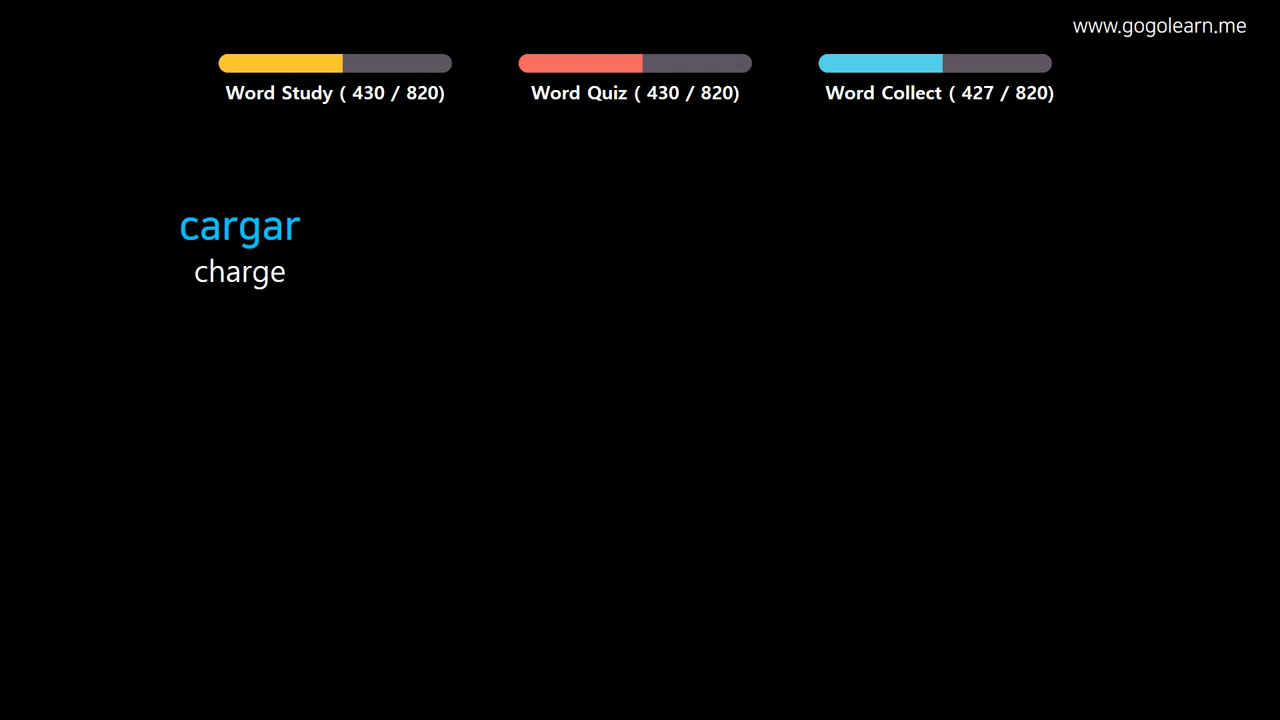 www.gogolearn.me
Word Study ( 430 / 820)
Word Quiz ( 430 / 820)
Word Collect ( 427 / 820)
cargar
charge